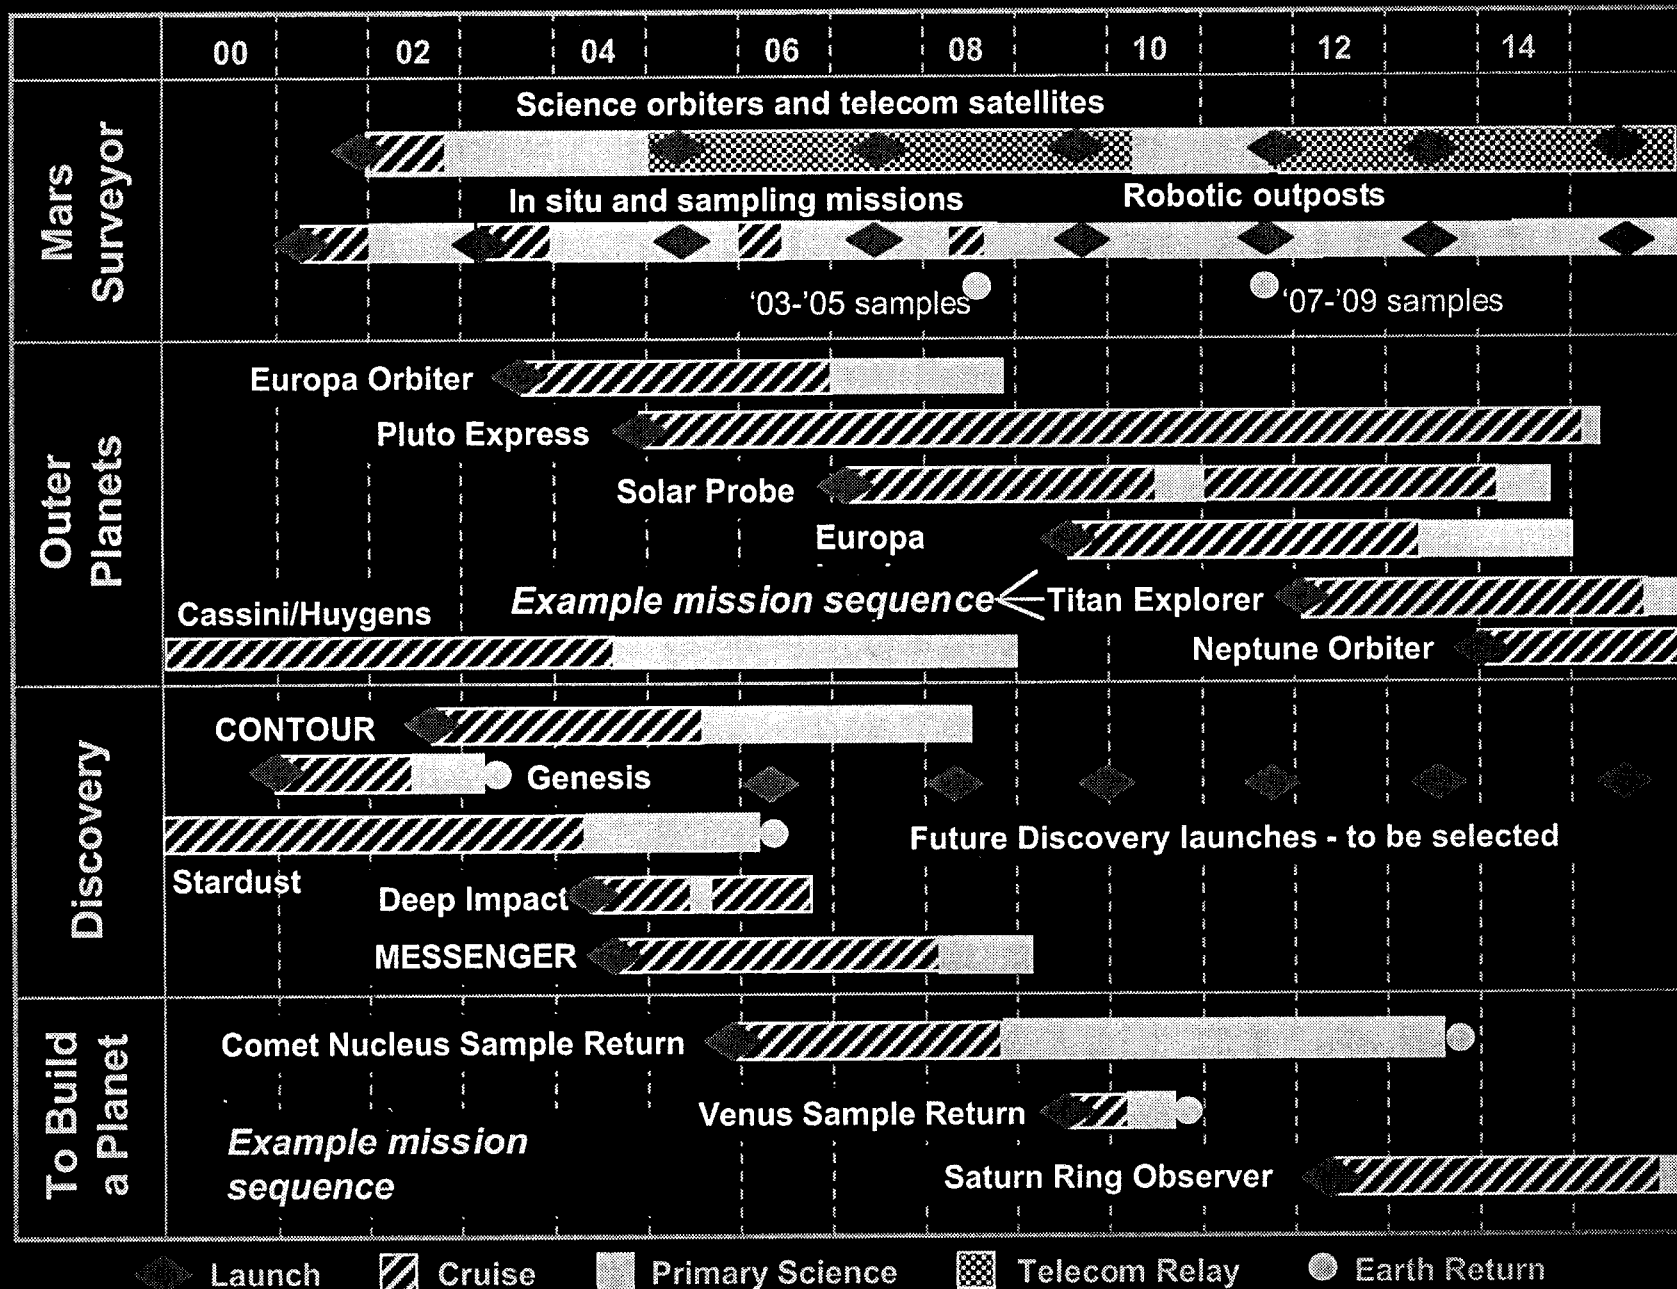 00 02 04 06 08 10 12 14
Mars
Surveyor
Science orbiters and telecom satellites
In situ and sampling missions
Robotic outposts
'03-'05 samples
'07-'09 samples
Outer
Planets
Europa Orbiter
Pluto Express
Solar Probe
Europa
Example mission sequence
Titan Explorer
Cassini/Huygens
Neptune Orbiter
Discovery
CONTOUR
Genesis
Future Discovery launches - to be selected
Stardust
Deep Impact
MESSENGER
To Build
a Planet
Comet Nucleus Sample Return
Venus Sample Return
Example mission
sequence
Saturn Ring Observer
Launch Cruise Primary Science Telecom Relay Earth Return